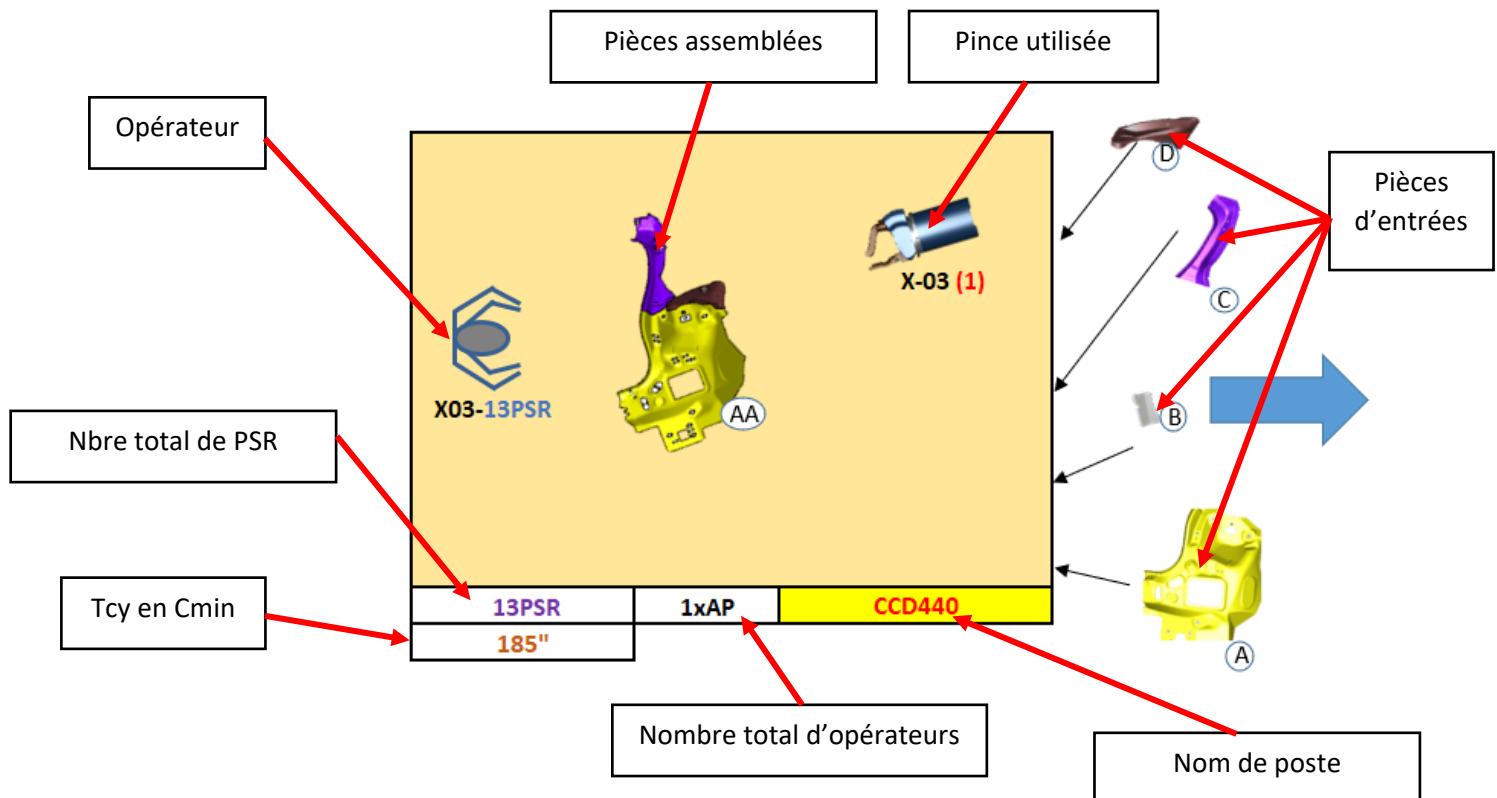 Pièces assemblées
Pince utilisée
Opérateur
D
Pièces
d’entrées
X-03 (1)
C
X03-13PSR
AA
B
Nbre total de PSR
Tcy en Cmin
13PSR
1xAP
CCD440
185"
A
Nombre total d’opérateurs
Nom de poste